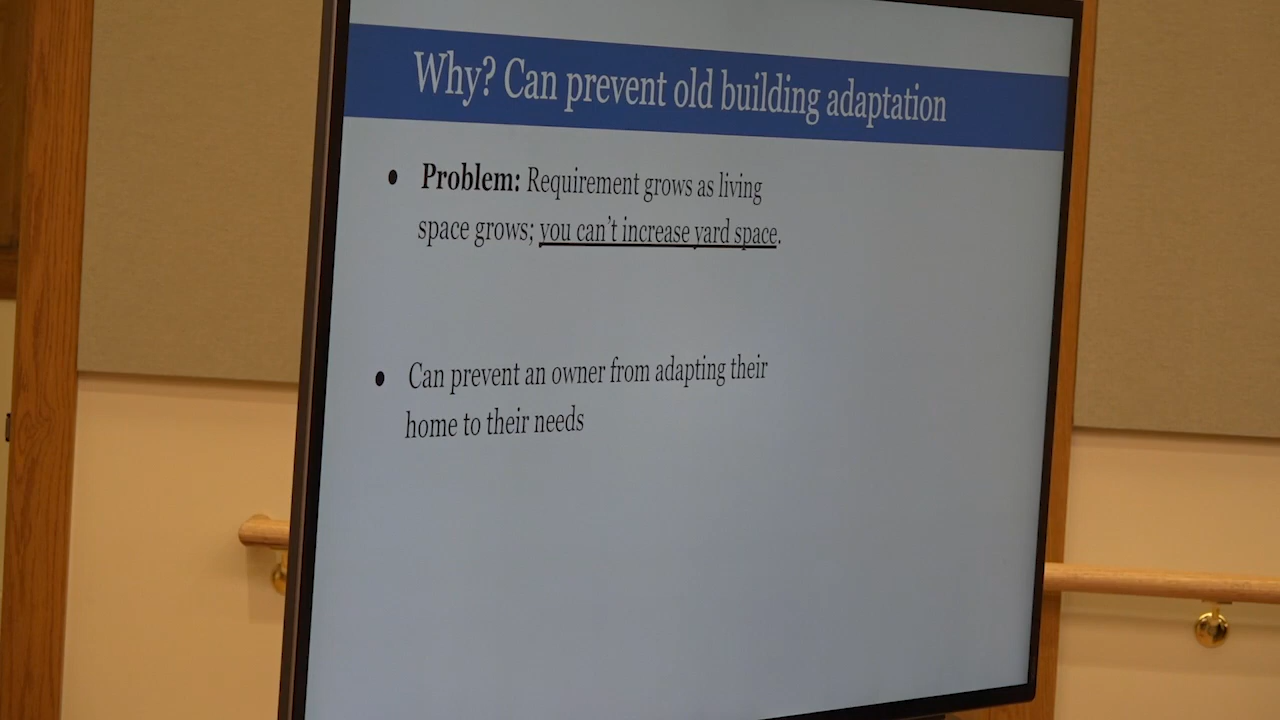 Why? Can prevent old building adaptation
• Problem: Requirement grows as living
space grows; you can't increase yard space.
• Can prevent an owner from adapting their
home to their needs